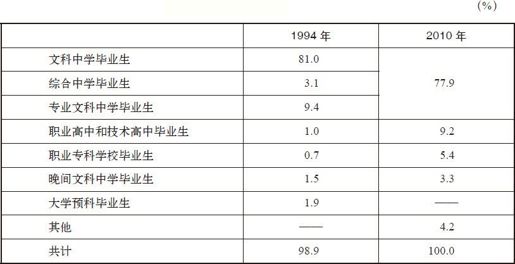 (%)
1994 年 2010 年
文科中学毕业生 81.0
综合中学毕业生 3.1 77.9
专业文科中学毕业生 9.4
职业高中和技术高中毕业生 1.0 9.2
职业专科学校毕业生 0.7 5.4
晚间文科中学毕业生 1.5 3.3
大学预科毕业生 1.9 ——
其他 —— 4.2
共计 98.9 100.0